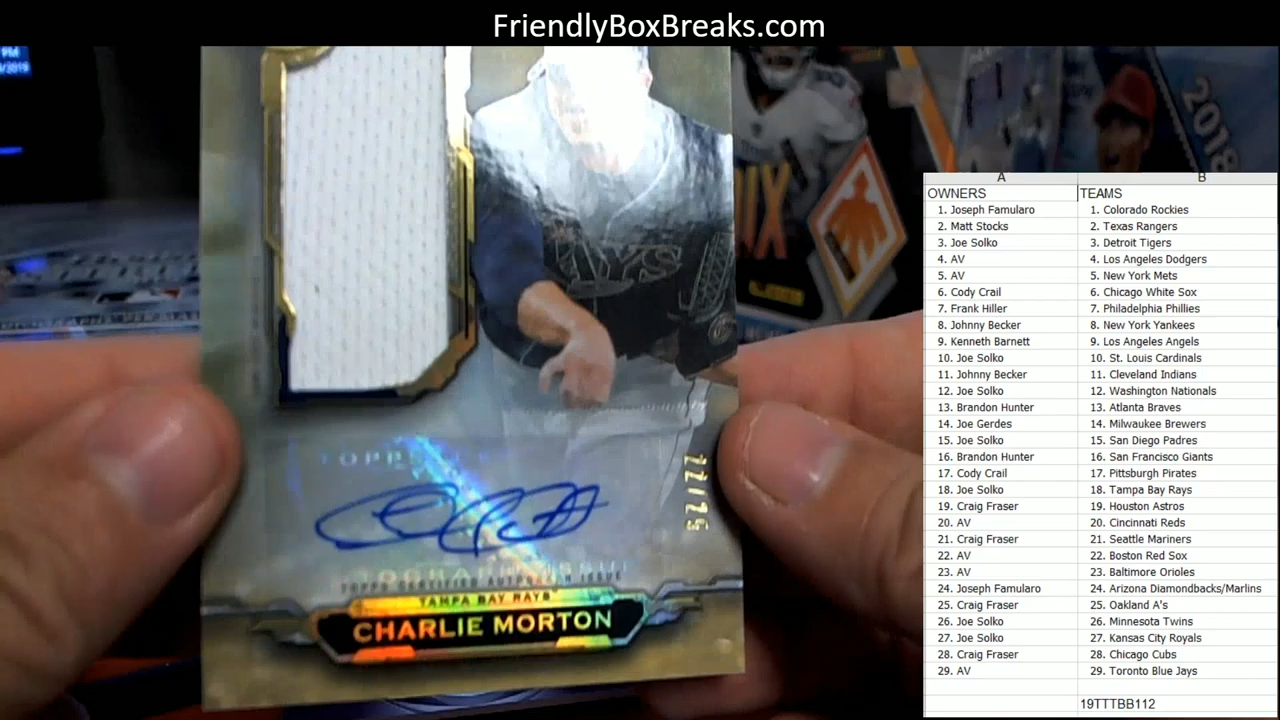 FriendlyBoxBreaks.com
A B
OWNERS TEAMS
1. Joseph Famularo 1. Colorado Rockies
2. Matt Stocks 2. Texas Rangers
3. Joe Solko 3. Detroit Tigers
4. AV 4. Los Angeles Dodgers
5. AV 5. New York Mets
6. Cody Crail 6. Chicago White Sox
7. Frank Hiller 7. Philadelphia Phillies
8. Johnny Becker 8. New York Yankees
9. Kenneth Barnett 9. Los Angeles Angels
10. Joe Solko 10. St. Louis Cardinals
11. Johnny Becker 11. Cleveland Indians
12. Joe Solko 12. Washington Nationals
13. Brandon Hunter 13. Atlanta Braves
14. Joe Gerdes 14. Milwaukee Brewers
15. Joe Solko 15. San Diego Padres
16. Brandon Hunter 16. San Francisco Giants
17. Cody Crail 17. Pittsburgh Pirates
18. Joe Solko 18. Tampa Bay Rays
19. Craig Fraser 19. Houston Astros
20. AV 20. Cincinnati Reds
21. Craig Fraser 21. Seattle Mariners
22. AV 22. Boston Red Sox
23. AV 23. Baltimore Orioles
24. Joseph Famularo 24. Arizona Diamondbacks/Marlins
25. Craig Fraser 25. Oakland A's
26. Joe Solko 26. Minnesota Twins
27. Joe Solko 27. Kansas City Royals
28. Craig Fraser 28. Chicago Cubs
29. AV 29. Toronto Blue Jays
19TTTBB112
2018
RAYS
TOPPS
TOPPS CERTIFIED AUTOGRAPH ISSUE
TAMPA BAY RAYS
CHARLIE MORTON